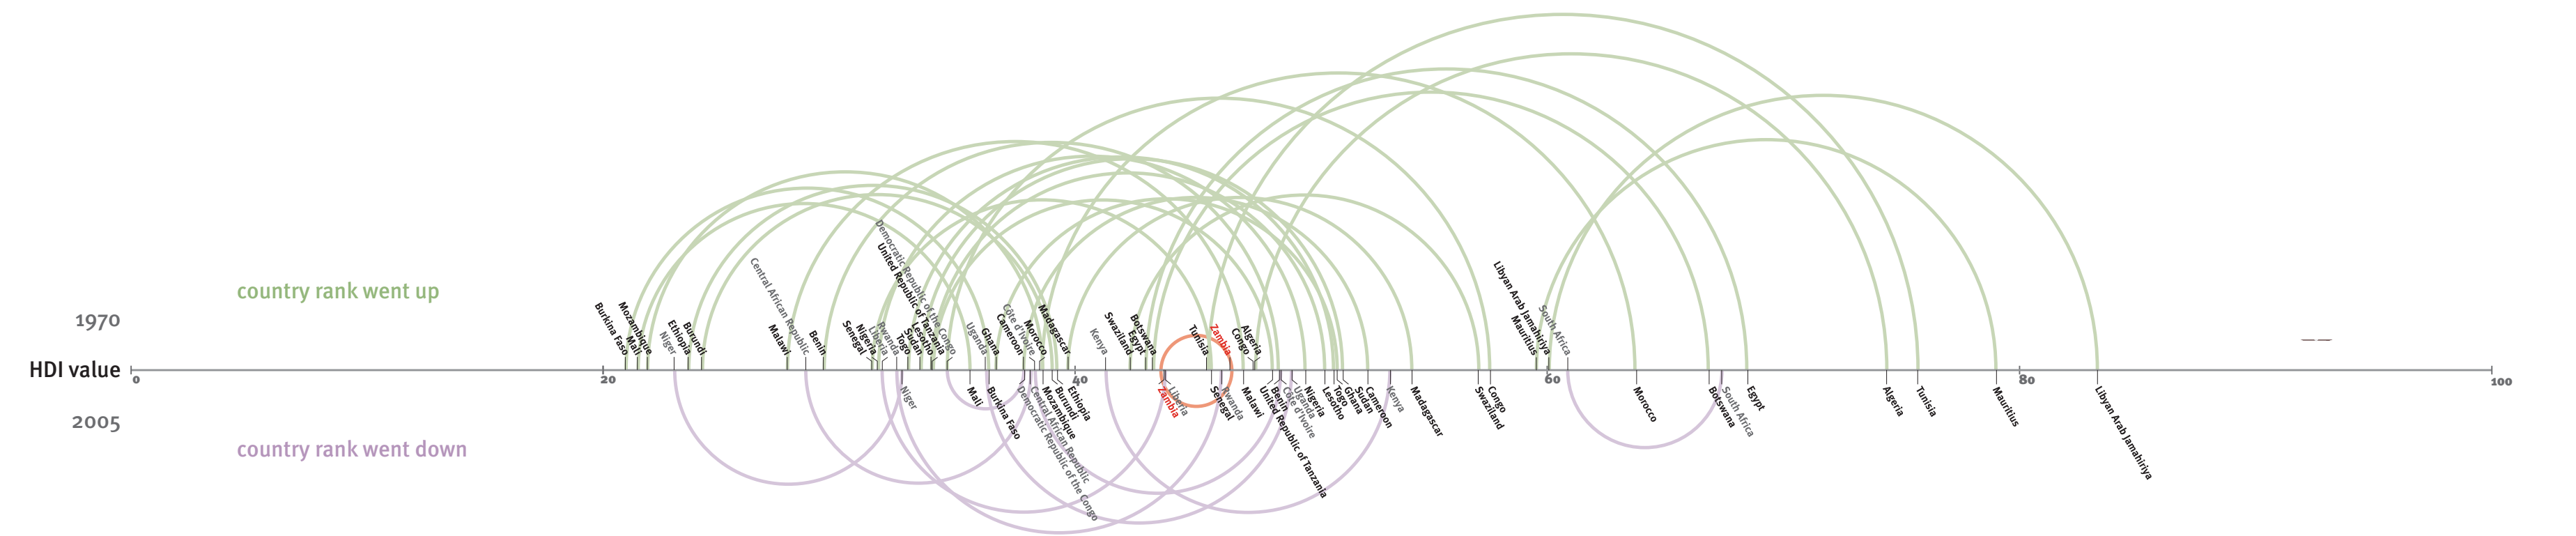 country rank went up
1970
HDI value
2005
country rank went down
Burkina Faso
Mozambique
Mali
Niger
Ethiopia
Burundi
Malawi
Central African Republic
Benin
Senegal
Nigeria
Liberia
Rwanda
Togo
Sudan
Lesotho
United Republic of Tanzania
Democratic Republic of the Congo
Uganda
Ghana
Cameroon
Côte d'Ivoire
Morocco
Madagascar
Kenya
Swaziland
Egypt
Botswana
Tunisia
Zambia
Congo
Algeria
Mauritius
Libyan Arab Jamahiriya
South Africa
0
20
40
60
80
100
Niger
Mali
Burkina Faso
Democratic Republic of the Congo
Central African Republic
Mozambique
Burundi
Ethiopia
Zambia
Liberia
Senegal
Rwanda
Malawi
United Republic of Tanzania
Benin
Côte d'Ivoire
Uganda
Nigeria
Lesotho
Togo
Ghana
Sudan
Cameroon
Kenya
Madagascar
Swaziland
Congo
Morocco
Botswana
South Africa
Egypt
Algeria
Tunisia
Mauritius
Libyan Arab Jamahiriya